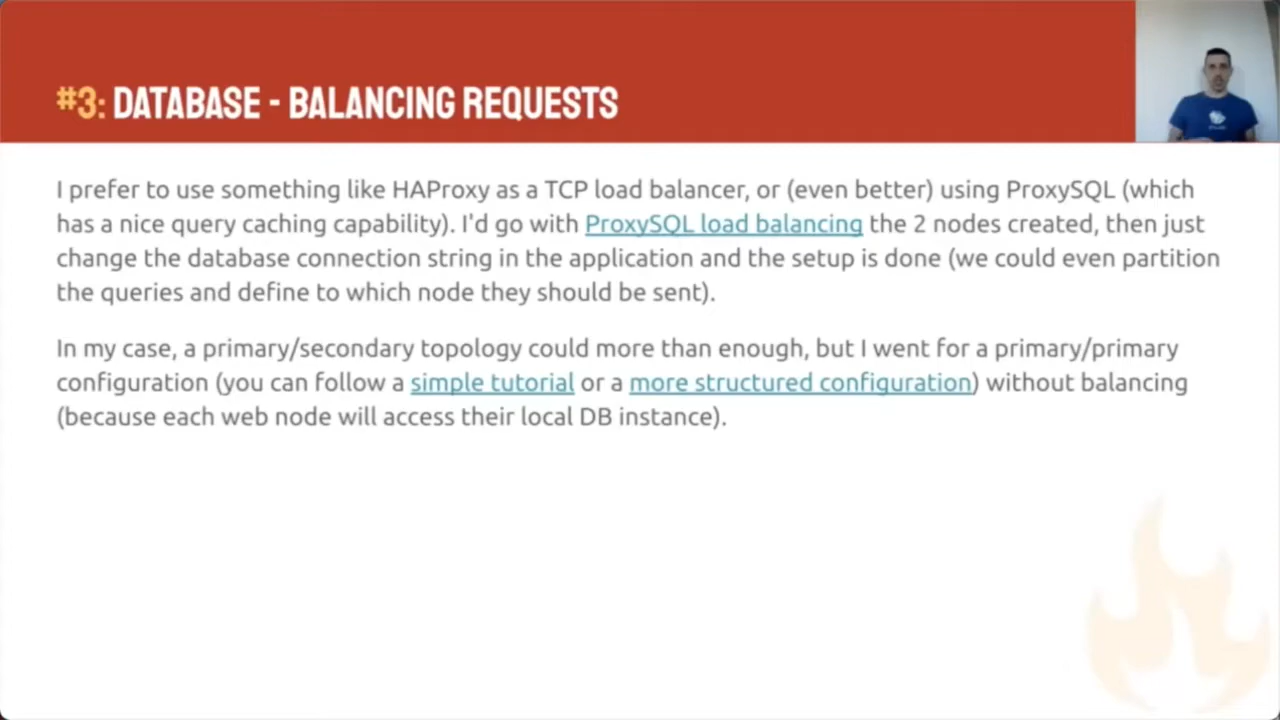 #3: DATABASE - BALANCING REQUESTS
I prefer to use something like HAProxy as a TCP load balancer, or (even better) using ProxySQL (which
has a nice query caching capability). I'd go with ProxySQL load balancing the 2 nodes created, then just
change the database connection string in the application and the setup is done (we could even partition
the queries and define to which node they should be sent).
In my case, a primary/secondary topology could more than enough, but I went for a primary/primary
configuration (you can follow a simple tutorial or a more structured configuration) without balancing
(because each web node will access their local DB instance).